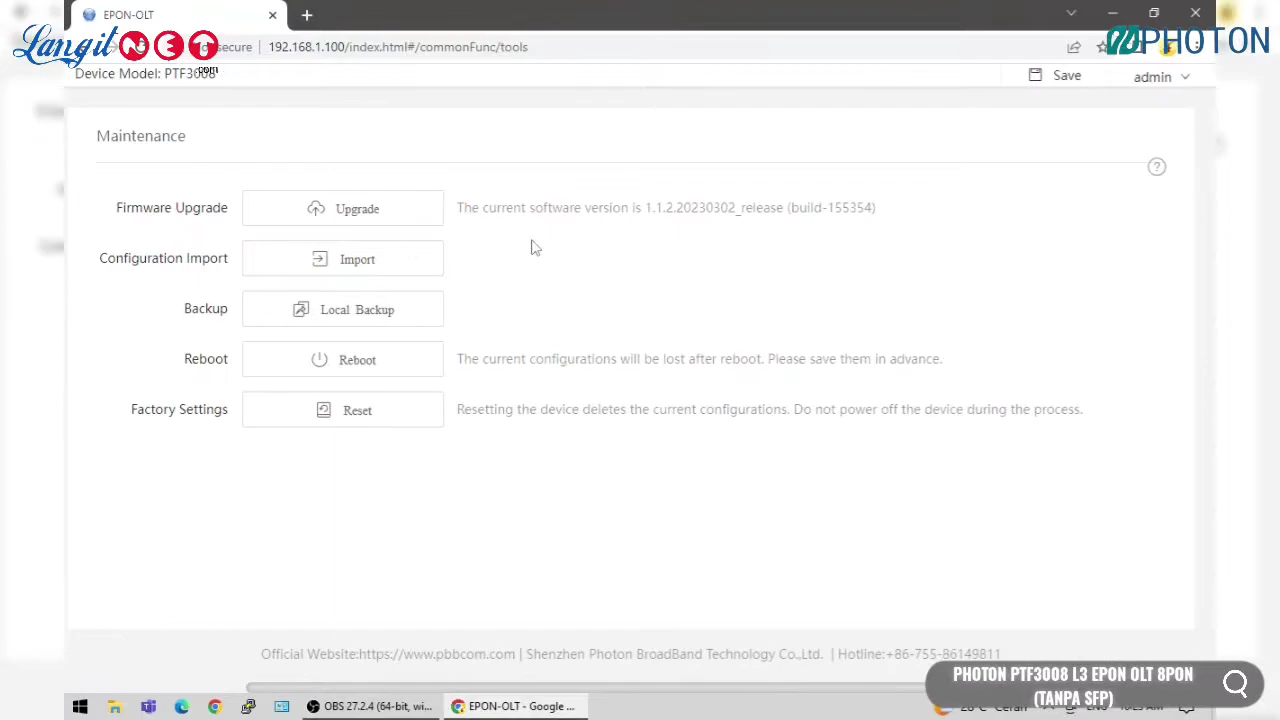 EPON-OLT
LangitNET
.com
secure
192.168.1.100/index.html#/commonFunc/tools
PHOTON
Device Model: PTF3008
Save
admin
Maintenance
Firmware Upgrade
Upgrade
The current software version is 1.1.2.20230302_release (build-155354)
Configuration Import
Import
Backup
Local Backup
Reboot
Reboot
The current configurations will be lost after reboot. Please save them in advance.
Factory Settings
Reset
Resetting the device deletes the current configurations. Do not power off the device during the process.
Official Website:https://www.pbbcom.com | Shenzhen Photon BroadBand Technology Co.,Ltd. | Hotline:+86-755-86149811
PHOTON PTF3008 L3 EPON OLT 8PON
(TANPA SFP)
OBS 27.2.4 (64-bit, wi...
EPON-OLT - Google ...